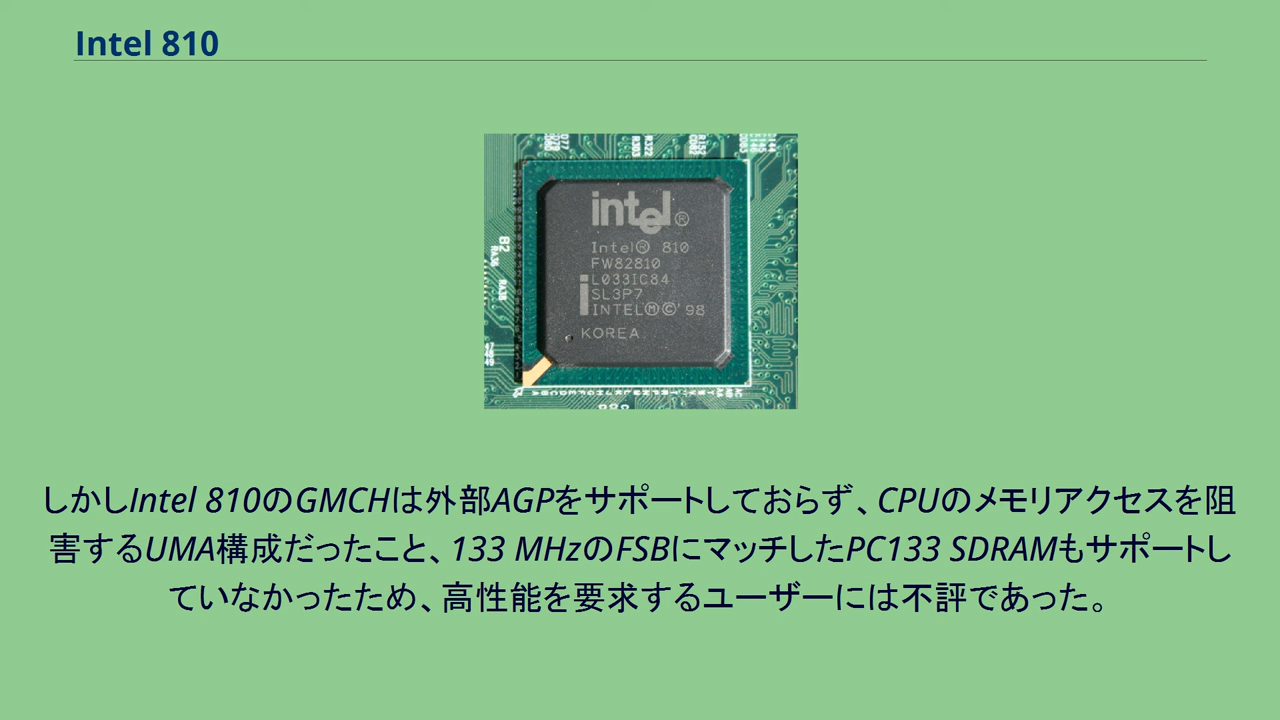 Intel 810
intel®
Intel® 810
FW82810
L033IC84
SL3P7
INTELⓂ©'98
KOREA
B2
しかしIntel 810のGMCHは外部AGPをサポートしておらず、CPUのメモリアクセスを阻
害するUMA構成だったこと、133 MHzのFSBにマッチしたPC133 SDRAMもサポートし
ていなかったため、高性能を要求するユーザーには不評であった。